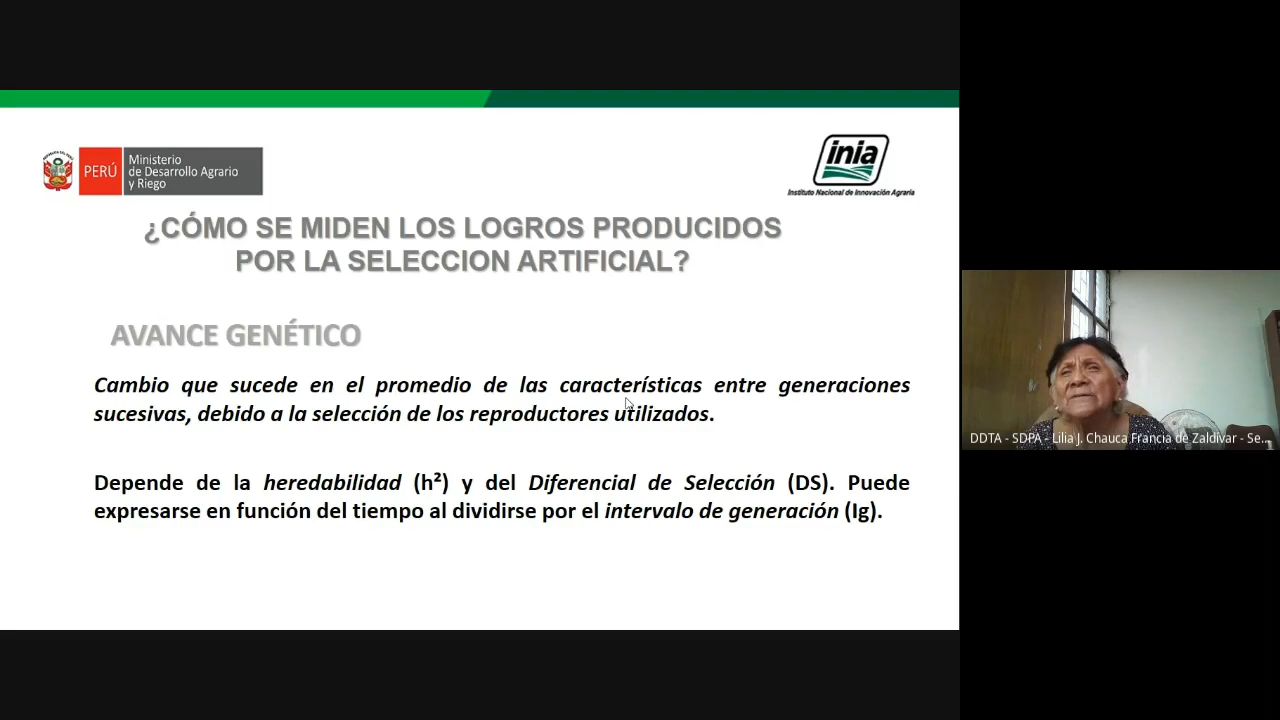 PERÚ
Ministerio
de Desarrollo Agrario
y Riego
inia
Instituto Nacional de Innovación Agraria
¿CÓMO SE MIDEN LOS LOGROS PRODUCIDOS
POR LA SELECCION ARTIFICIAL?
AVANCE GENÉTICO
Cambio que sucede en el promedio de las características entre generaciones
sucesivas, debido a la selección de los reproductores utilizados.
Depende de la heredabilidad (h²) y del Diferencial de Selección (DS). Puede
expresarse en función del tiempo al dividirse por el intervalo de generación (Ig).
DDTA - SDPA - Lilia J. Chauca Francia de Zaldívar - Se...